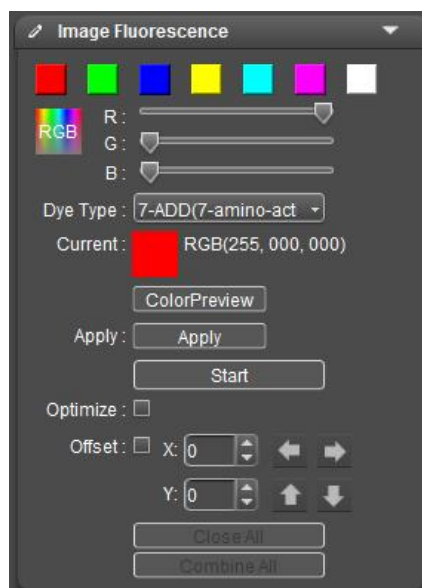 Image Fluorescence
RGB
R :
G :
B :
Dye Type : 7-ADD(7-amino-act
Current : RGB(255, 000, 000)
ColorPreview
Apply : Apply
Start
Optimize :
Offset : X: 0
Y: 0
Close All
Combine All